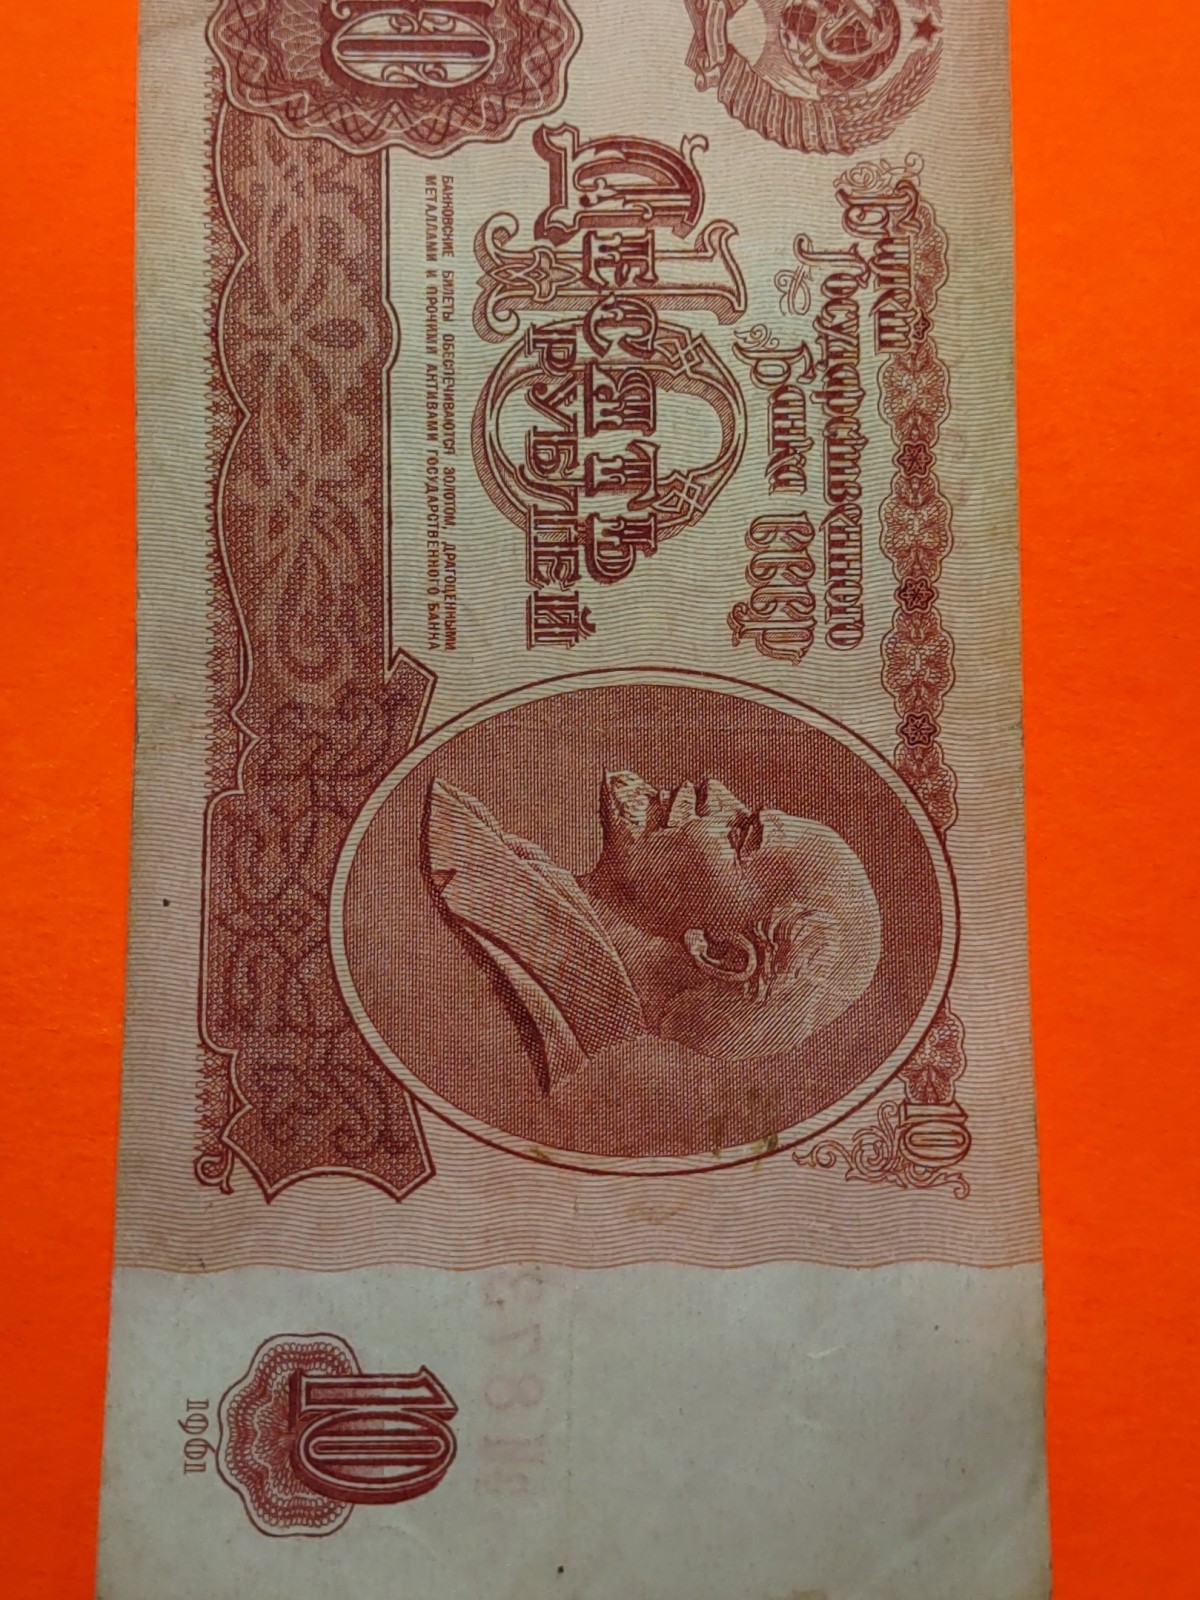 10
Билет
Государственного
Банка СССР
10
ДЕСЯТЬ
РУБЛЕЙ
БАНКОВСКИЕ БИЛЕТЫ ОБЕСПЕЧИВАЮТСЯ ЗОЛОТОМ, ДРАГОЦЕННЫМИ
МЕТАЛЛАМИ И ПРОЧИМИ АКТИВАМИ ГОСУДАРСТВЕННОГО БАНКА
10
10
1961